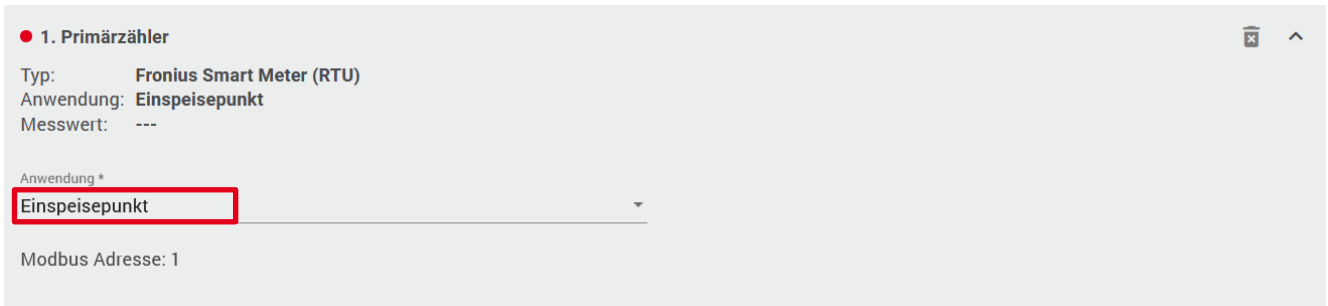 1. Primärzähler
Typ: Fronius Smart Meter (RTU)
Anwendung: Einspeisepunkt
Messwert: ---
Anwendung *
Einspeisepunkt
Modbus Adresse: 1